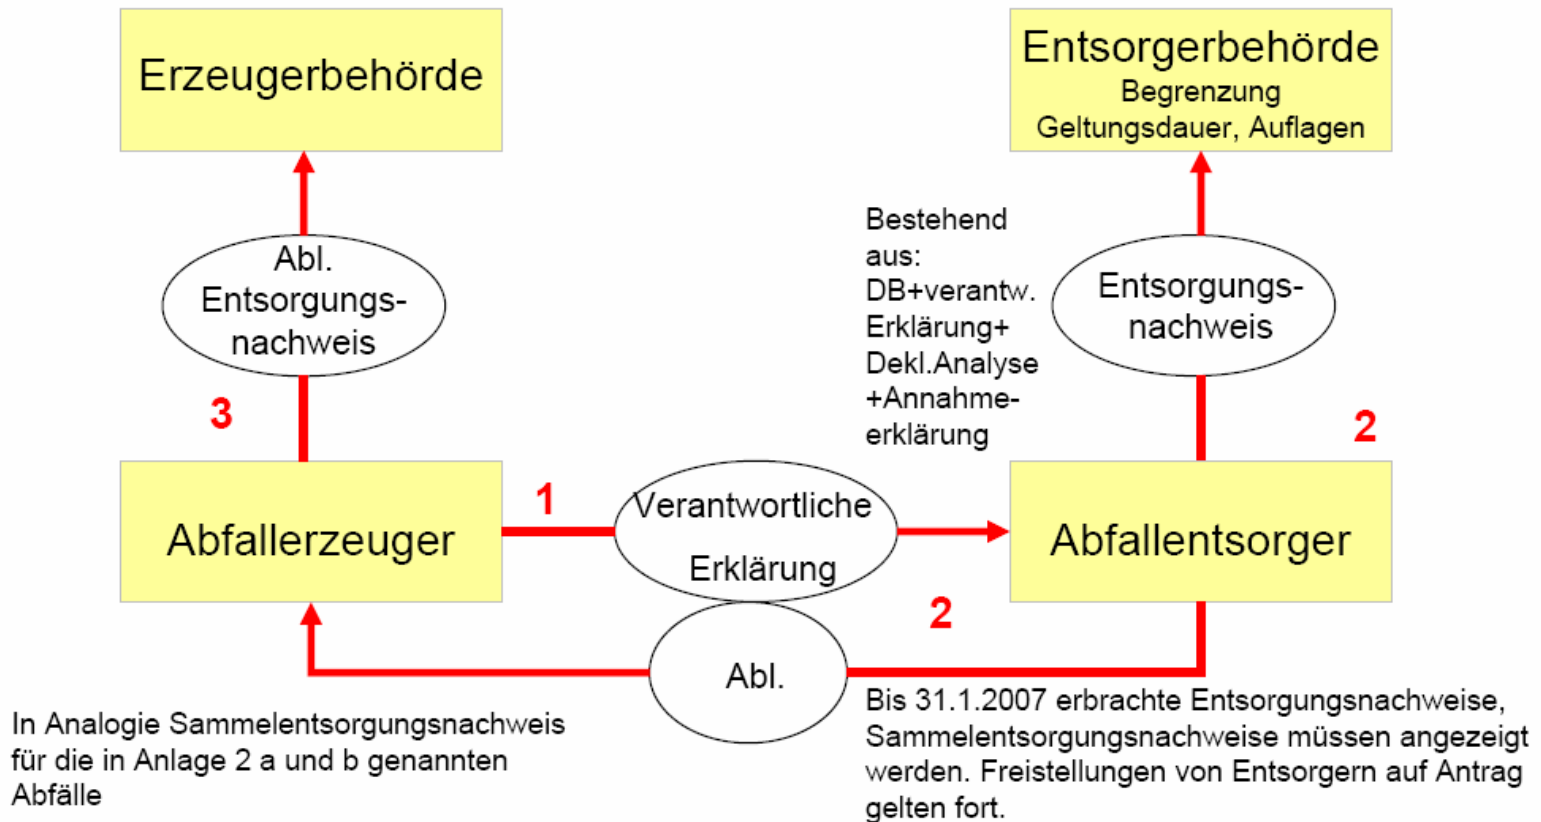 Erzeugerbehörde
Entsorgerbehörde
Begrenzung
Geltungsdauer, Auflagen
Abl.
Entsorgungs-
nachweis
Bestehend
aus:
DB+verantw.
Erklärung+
Dekl.Analyse
+Annahme-
erklärung
Entsorgungs-
nachweis
3
2
Abfallerzeuger
1
Verantwortliche
Erklärung
Abfallentsorger
2
Abl.
In Analogie Sammelentsorgungsnachweis
für die in Anlage 2 a und b genannten
Abfälle
Bis 31.1.2007 erbrachte Entsorgungsnachweise,
Sammelentsorgungsnachweise müssen angezeigt
werden. Freistellungen von Entsorgern auf Antrag
gelten fort.